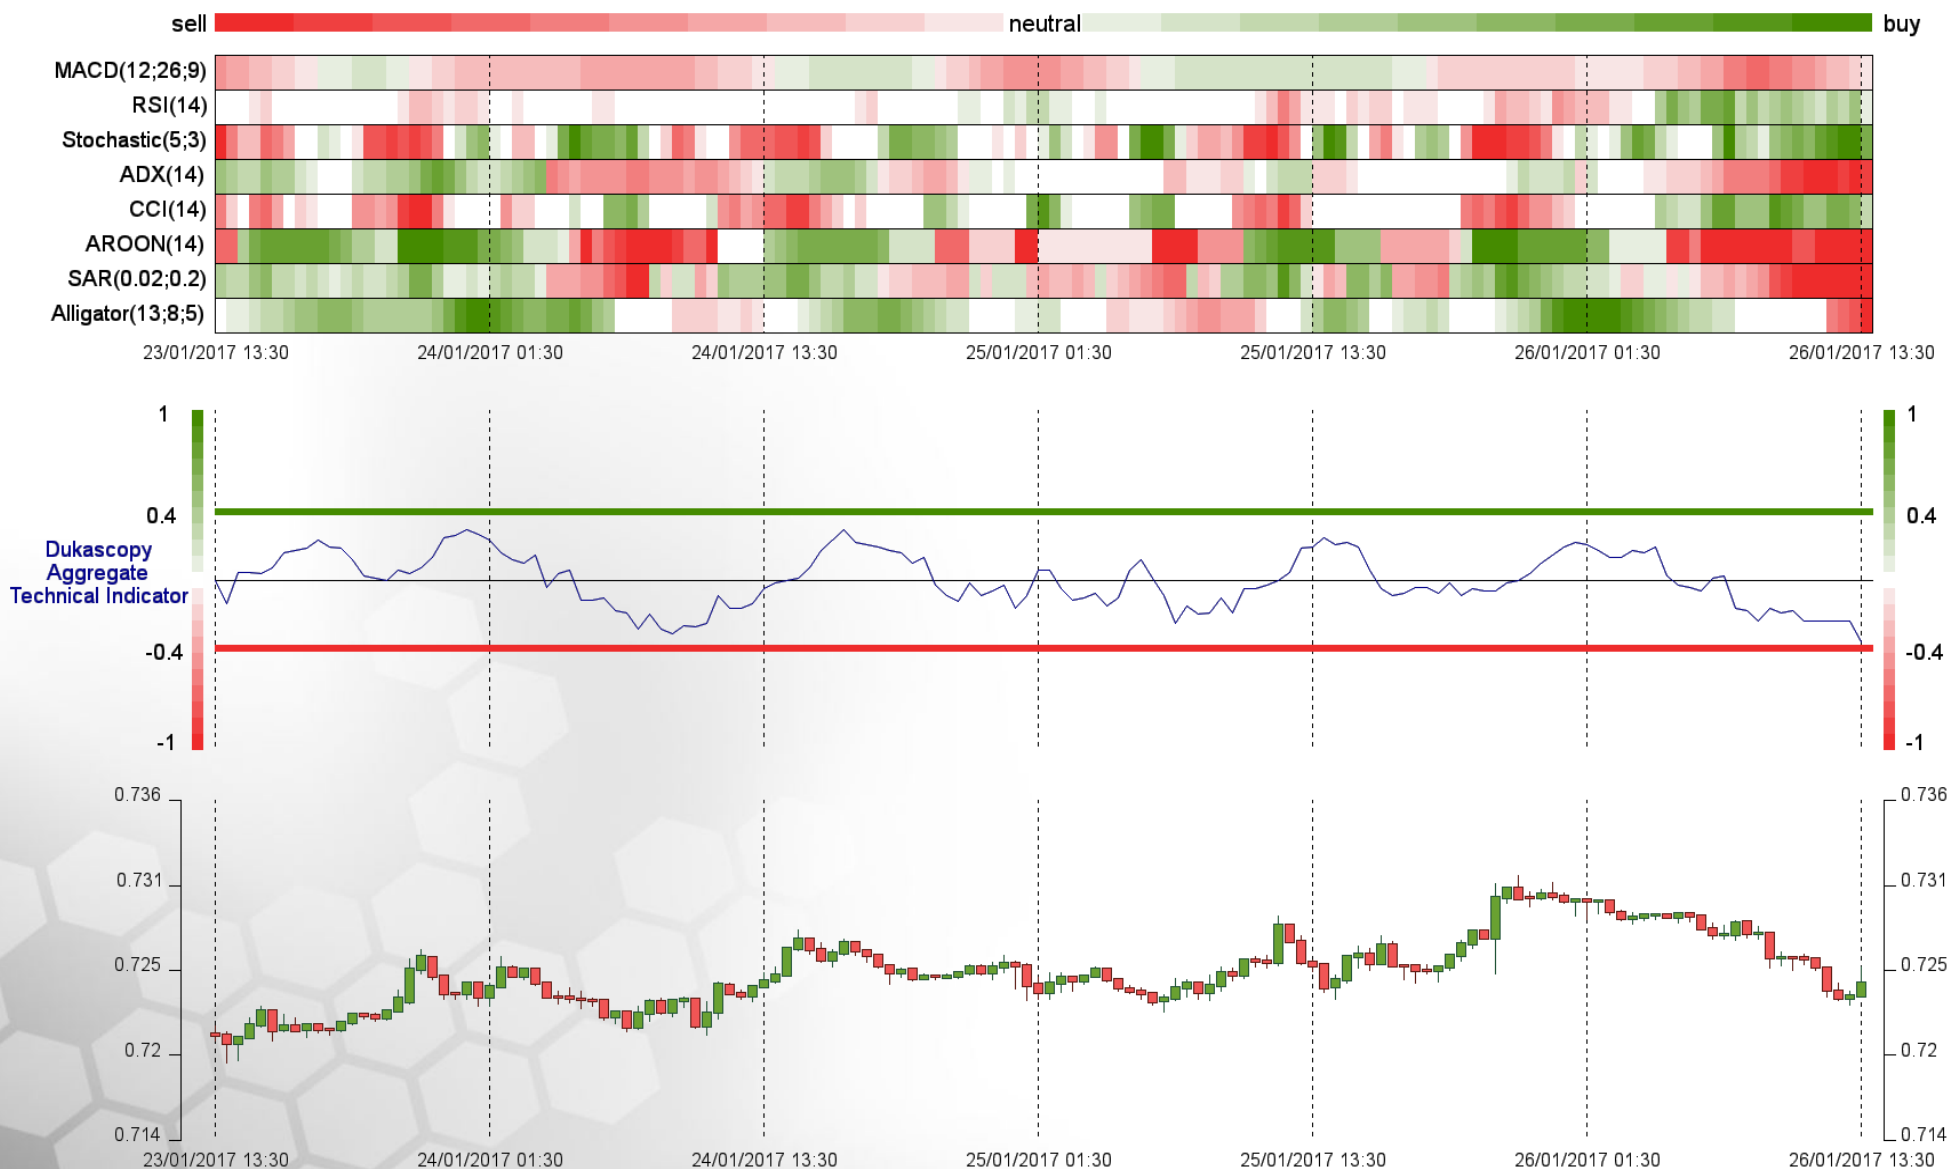 sell neutral buy
MACD(12;26;9)
RSI(14)
Stochastic(5;3)
ADX(14)
CCI(14)
AROON(14)
SAR(0.02;0.2)
Alligator(13;8;5)
23/01/2017 13:30 24/01/2017 01:30 24/01/2017 13:30 25/01/2017 01:30 25/01/2017 13:30 26/01/2017 01:30 26/01/2017 13:30
1 1
0.4 0.4
Dukascopy
Aggregate
Technical Indicator
-0.4 -0.4
-1 -1
0.736 0.736
0.731 0.731
0.725 0.725
0.72 0.72
0.714 0.714
23/01/2017 13:30 24/01/2017 01:30 24/01/2017 13:30 25/01/2017 01:30 25/01/2017 13:30 26/01/2017 01:30 26/01/2017 13:30